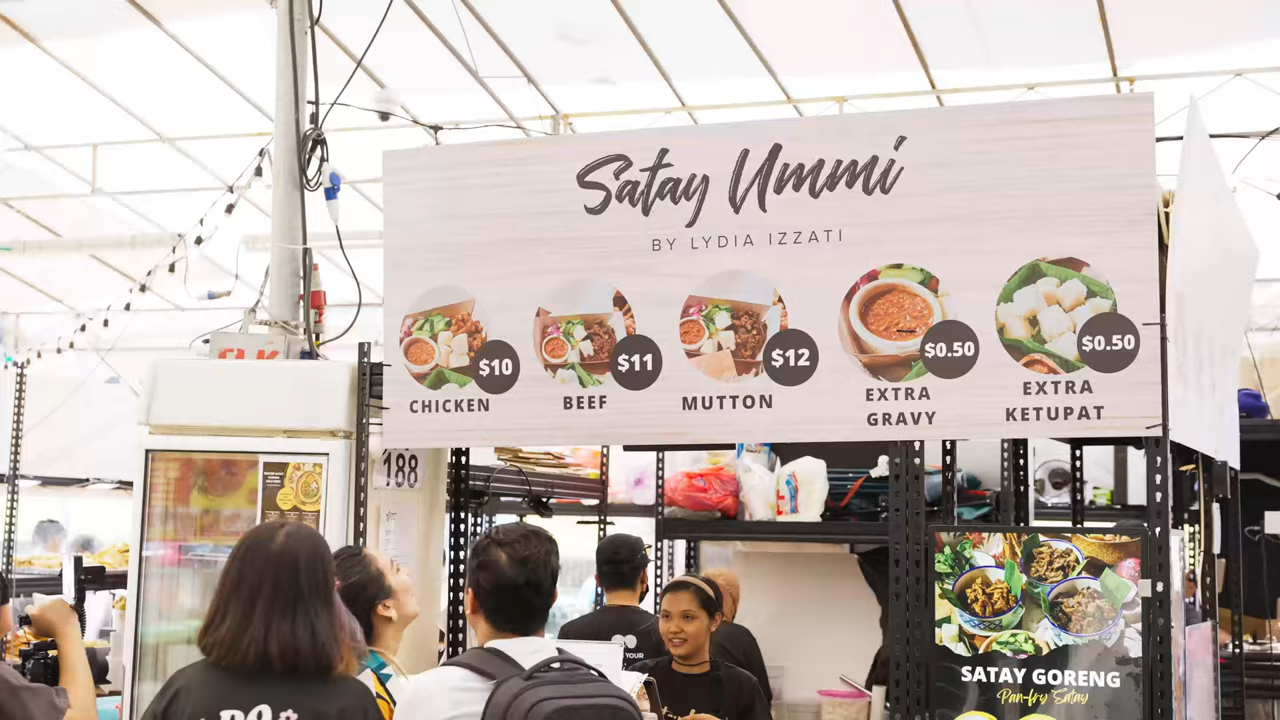 Satay Ummi
BY LYDIA IZZATI
$10
$11
$12
$0.50
$0.50
CHICKEN
BEEF
MUTTON
EXTRA
GRAVY
EXTRA
KETUPAT
188
YOUR
SATAY GORENG
Pan-fry Satay